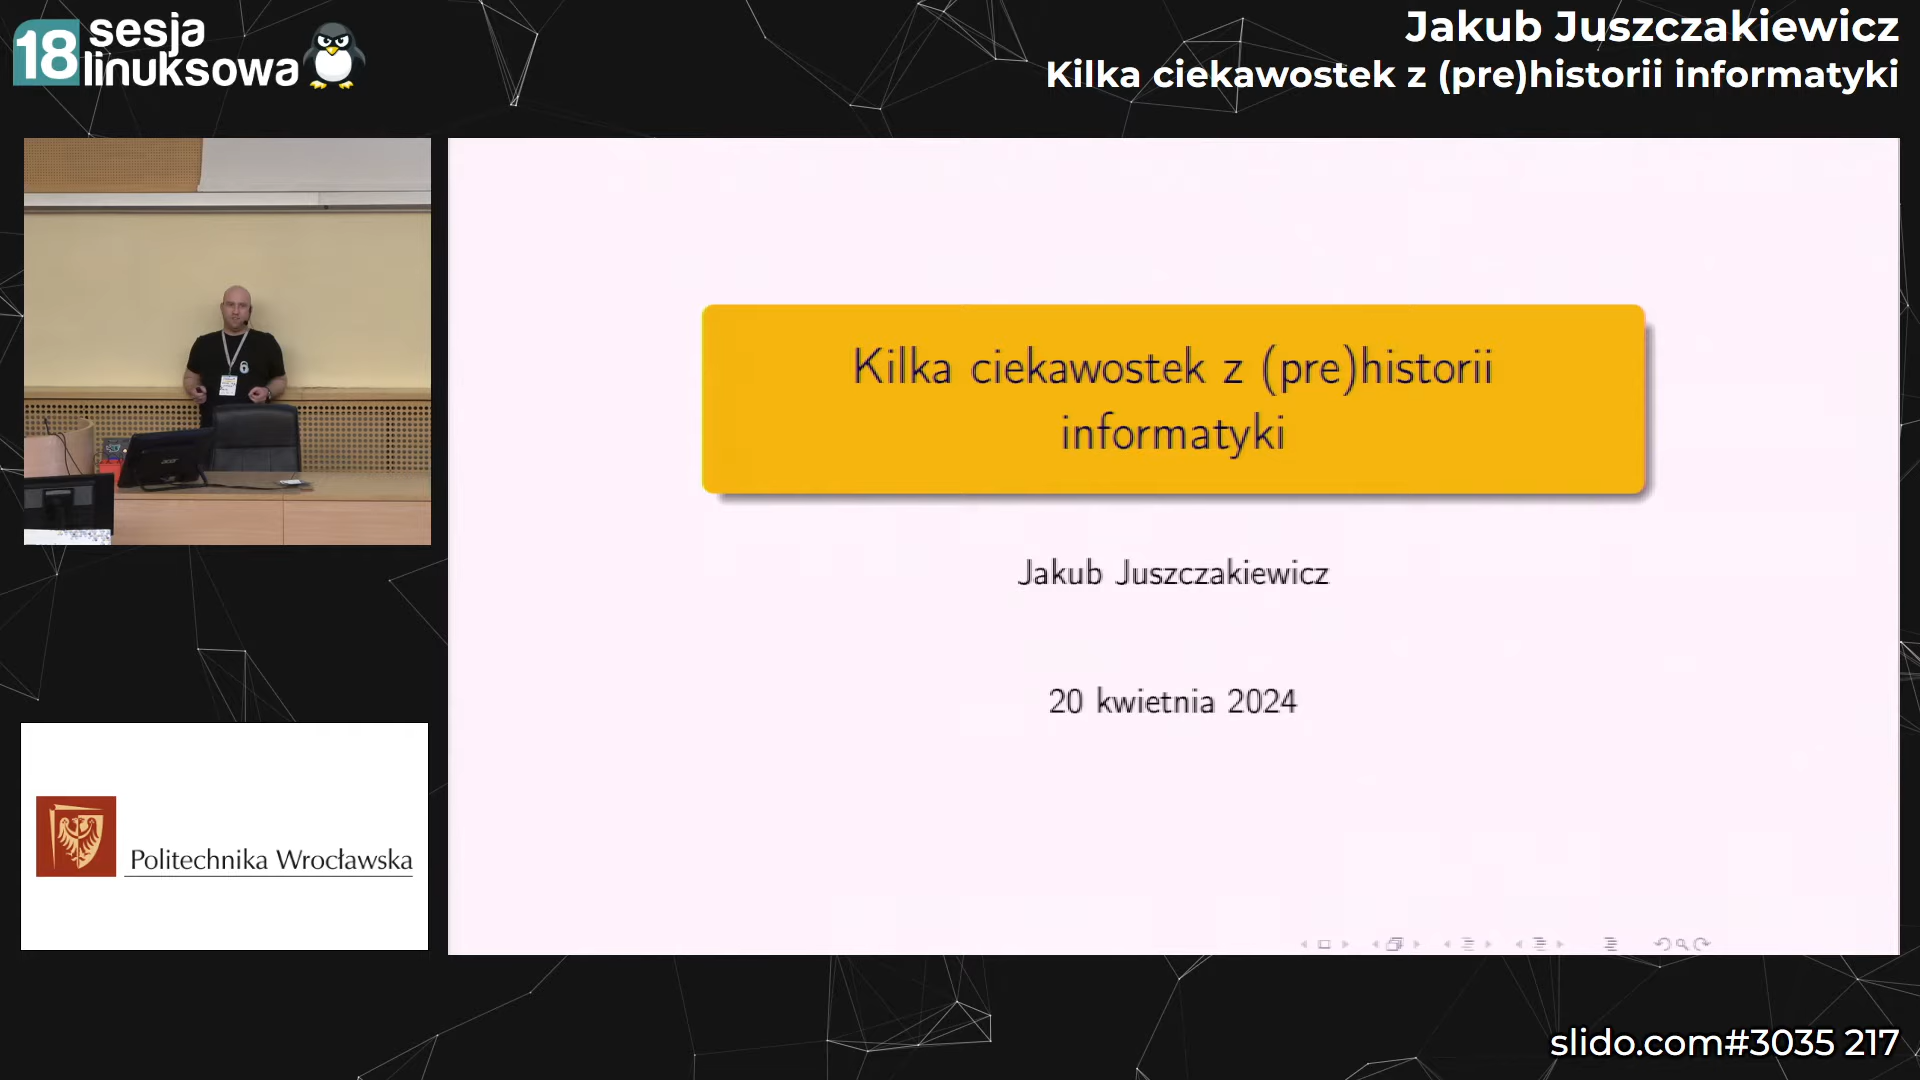 18 sesja
linuksowa
Jakub Juszczakiewicz
Kilka ciekawostek z (pre)historii informatyki
Kilka ciekawostek z (pre)historii
informatyki
Jakub Juszczakiewicz
20 kwietnia 2024
acer
Politechnika Wrocławska
slido.com#3035 217